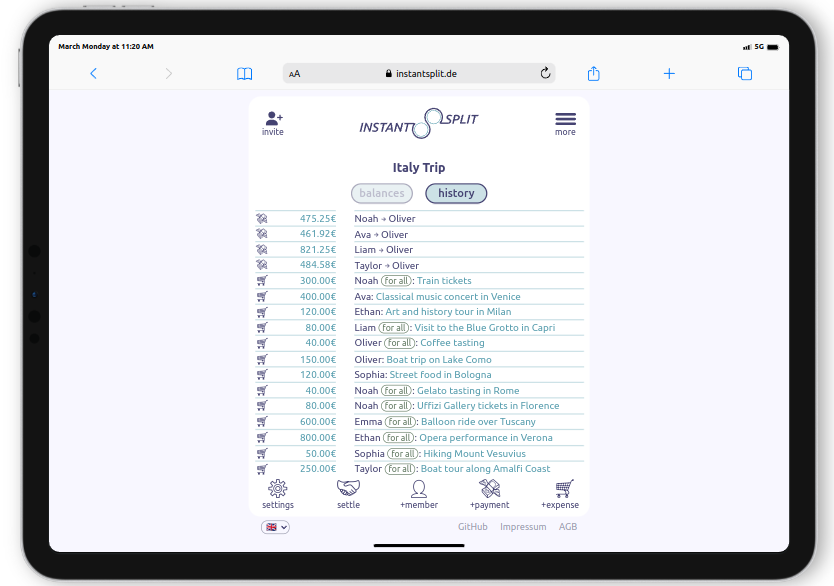 March Monday at 11:20 AM
5G
AA
instantsplit.de
invite
INSTANT SPLIT
more
Italy Trip
balances
history
475.25€ Noah → Oliver
461.92€ Ava → Oliver
821.25€ Liam → Oliver
484.58€ Taylor → Oliver
300.00€ Noah for all: Train tickets
400.00€ Ava: Classical music concert in Venice
120.00€ Ethan: Art and history tour in Milan
80.00€ Liam for all: Visit to the Blue Grotto in Capri
40.00€ Oliver for all: Coffee tasting
150.00€ Oliver: Boat trip on Lake Como
120.00€ Sophia: Street food in Bologna
40.00€ Noah for all: Gelato tasting in Rome
80.00€ Noah for all: Uffizi Gallery tickets in Florence
600.00€ Emma for all: Balloon ride over Tuscany
800.00€ Ethan for all: Opera performance in Verona
50.00€ Sophia for all: Hiking Mount Vesuvius
250.00€ Taylor for all: Boat tour along Amalfi Coast
settings
settle
+member
+payment
+expense
GitHub Impressum AGB